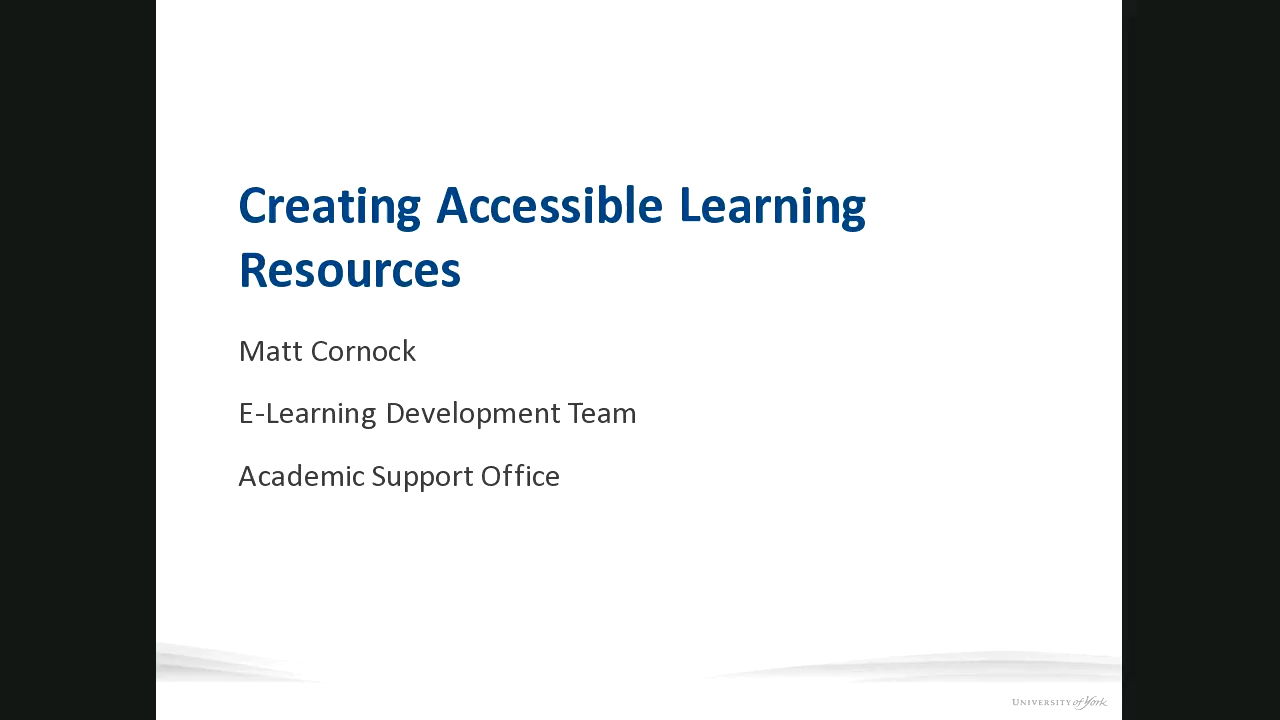 Creating Accessible Learning
Resources
Matt Cornock
E-Learning Development Team
Academic Support Office
UNIVERSITY of York